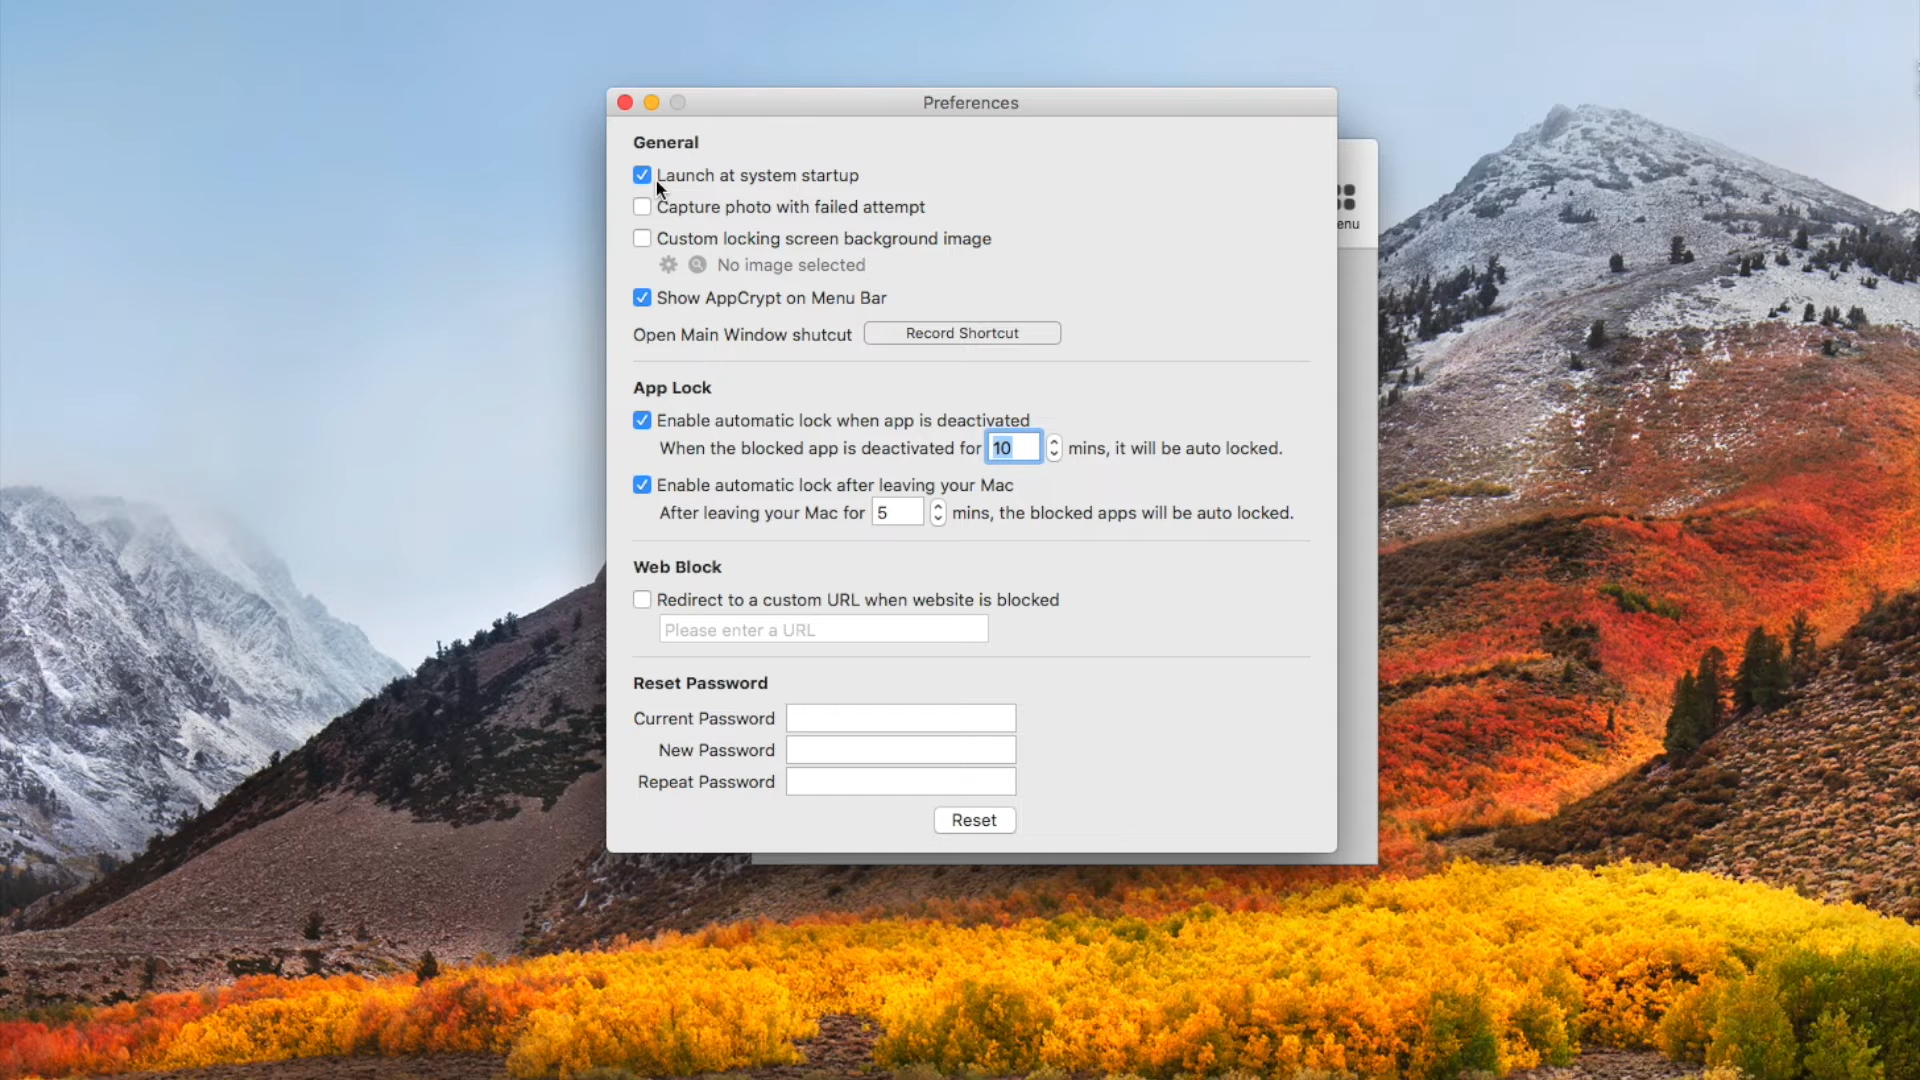 Preferences
General
Launch at system startup
Capture photo with failed attempt
enu
Custom locking screen background image
No image selected
Show AppCrypt on Menu Bar
Open Main Window shutcut Record Shortcut
App Lock
Enable automatic lock when app is deactivated
When the blocked app is deactivated for 10 mins, it will be auto locked.
Enable automatic lock after leaving your Mac
After leaving your Mac for 5 mins, the blocked apps will be auto locked.
Web Block
Redirect to a custom URL when website is blocked
Please enter a URL
Reset Password
Current Password
New Password
Repeat Password
Reset